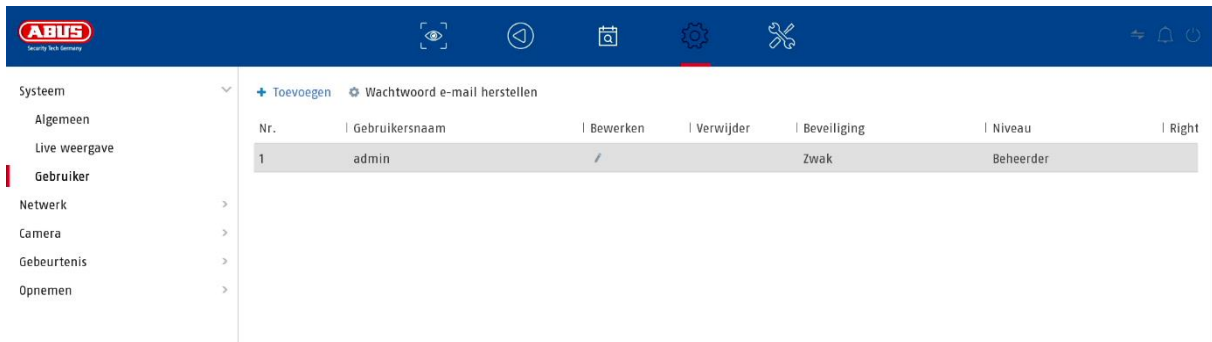 ABUS
Security Tech Germany
Systeem
Algemeen
Live weergave
Gebruiker
Netwerk
Camera
Gebeurtenis
Opnemen
+ Toevoegen Wachtwoord e-mail herstellen
Nr. Gebruikersnaam Bewerken Verwijder Beveiliging Niveau Right
1 admin Zwak Beheerder